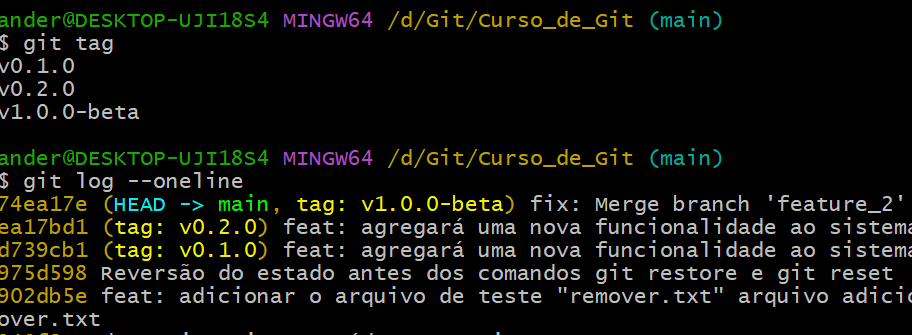 ander@DESKTOP-UJI18S4 MINGW64 /d/Git/Curso_de_Git (main)
$ git tag
v0.1.0
v0.2.0
v1.0.0-beta
ander@DESKTOP-UJI18S4 MINGW64 /d/Git/Curso_de_Git (main)
$ git log --oneline
74ea17e (HEAD -> main, tag: v1.0.0-beta) fix: Merge branch 'feature_2'
ea17bd1 (tag: v0.2.0) feat: agregará uma nova funcionalidade ao sistema
d739cb1 (tag: v0.1.0) feat: agregará uma nova funcionalidade ao sistema
975d598 Reversão do estado antes dos comandos git restore e git reset
902db5e feat: adicionar o arquivo de teste "remover.txt" arquivo adic
over.txt